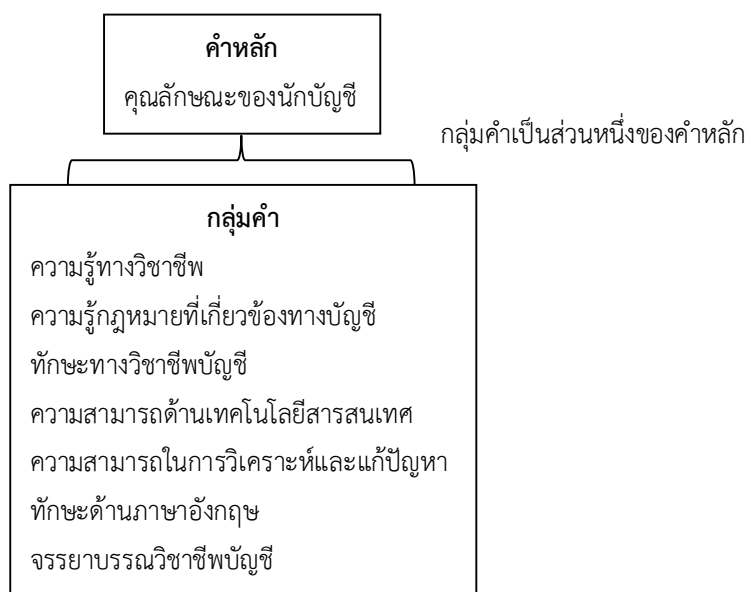 คำหลัก
คุณลักษณะของนักบัญชี
กลุ่มคำเป็นส่วนหนึ่งของคำหลัก
กลุ่มคำ
ความรู้ทางวิชาชีพ
ความรู้กฎหมายที่เกี่ยวข้องทางบัญชี
ทักษะทางวิชาชีพบัญชี
ความสามารถด้านเทคโนโลยีสารสนเทศ
ความสามารถในการวิเคราะห์และแก้ปัญหา
ทักษะด้านภาษาอังกฤษ
จรรยาบรรณวิชาชีพบัญชี